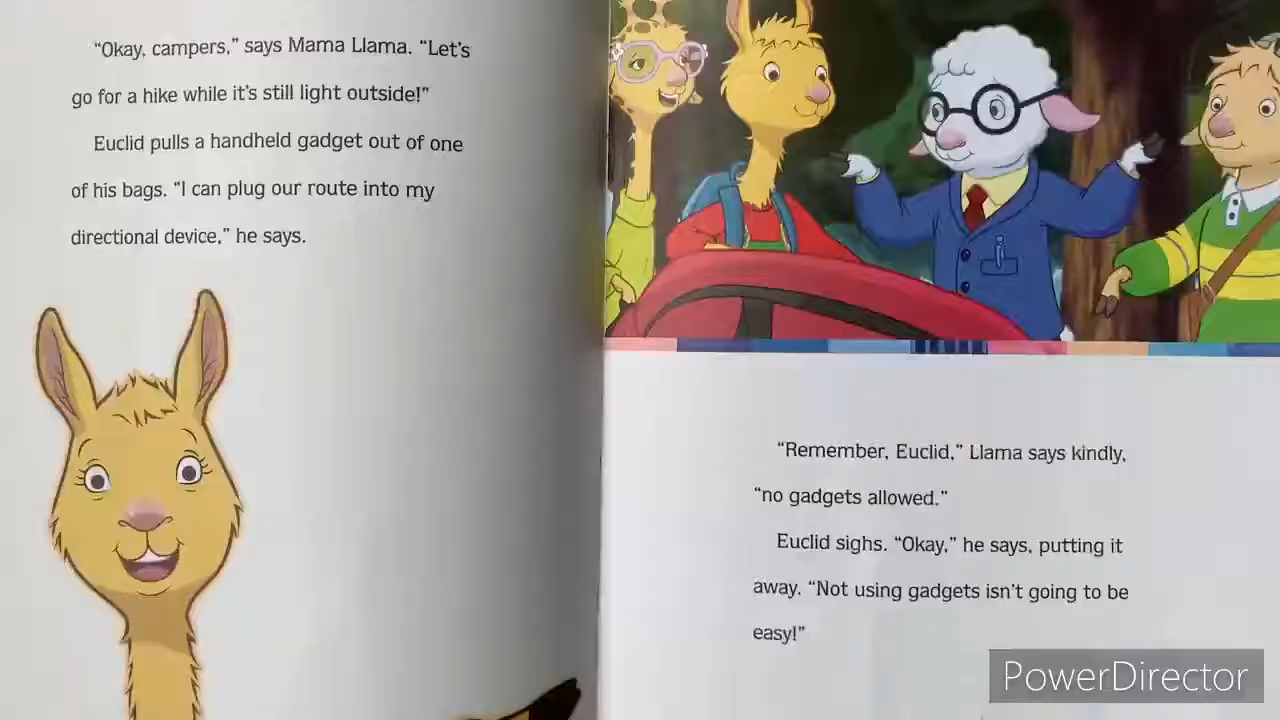 “Okay, campers,” says Mama Llama. “Let’s
go for a hike while it’s still light outside!”
Euclid pulls a handheld gadget out of one
of his bags. “I can plug our route into my
directional device,” he says.
“Remember, Euclid,” Llama says kindly,
“no gadgets allowed.”
Euclid sighs. “Okay,” he says, putting it
away. “Not using gadgets isn’t going to be
easy!”
PowerDirector